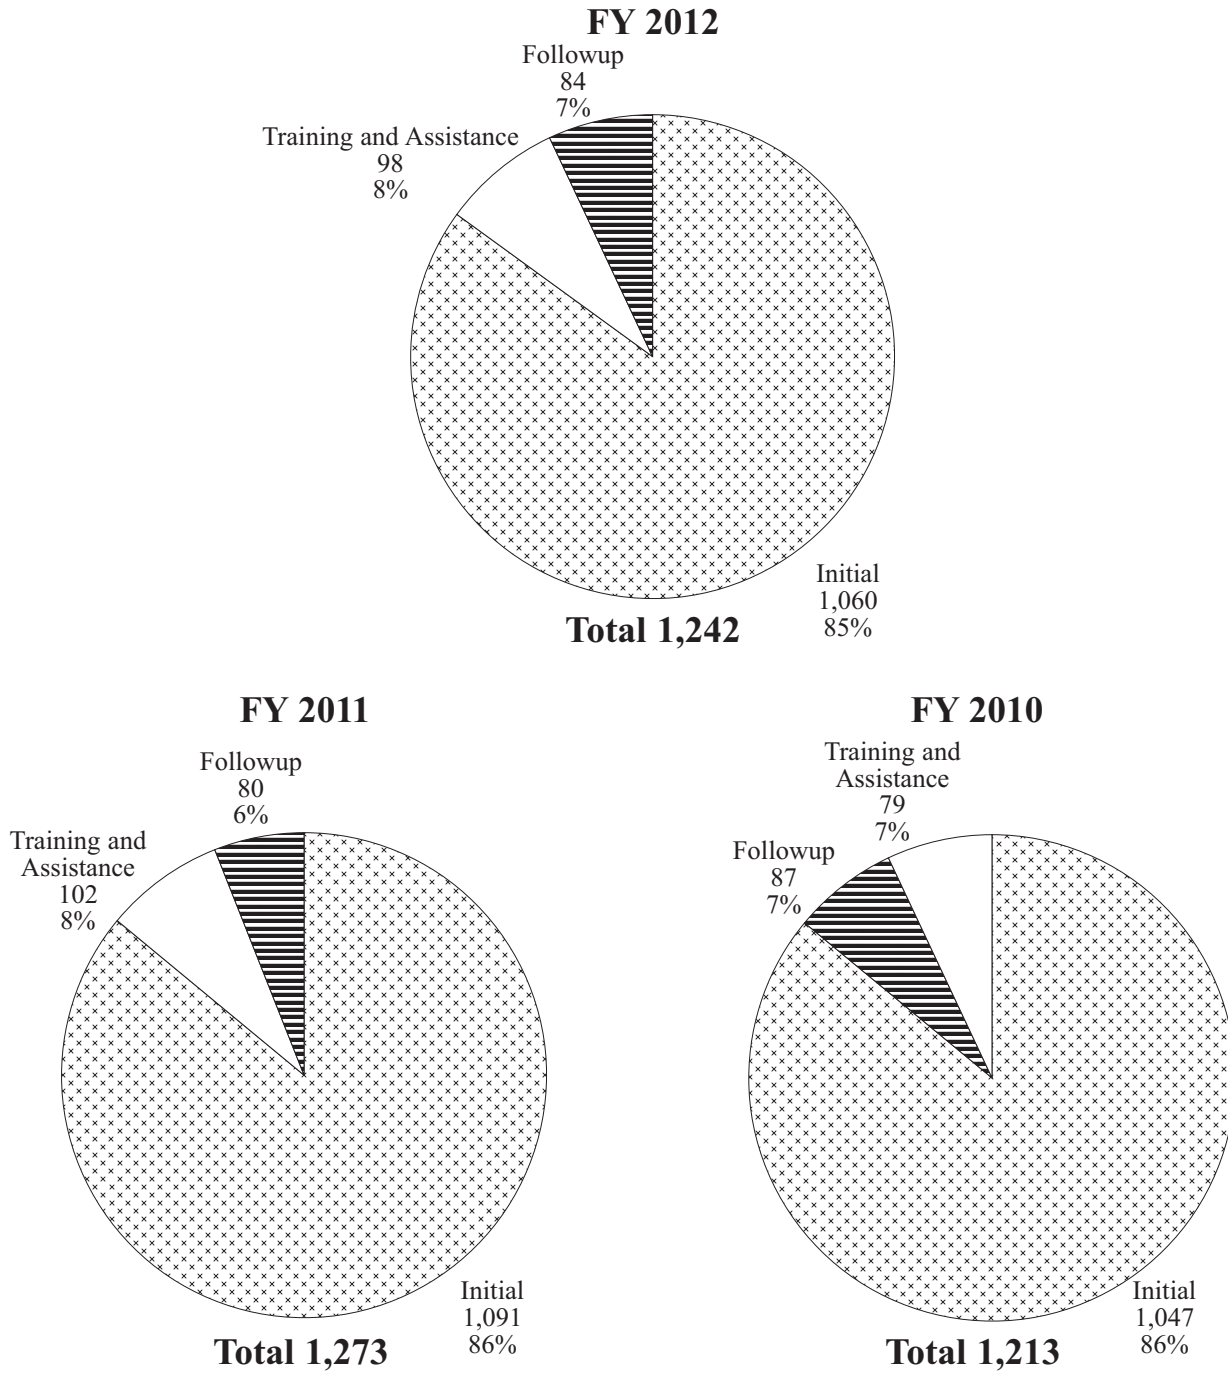 FY 2012
Followup
84
7%
Training and Assistance
98
8%
Initial
1,060
85%
Total 1,242
FY 2011
Followup
80
6%
Training and
Assistance
102
8%
Initial
1,091
86%
Total 1,273
FY 2010
Training and
Assistance
79
7%
Followup
87
7%
Initial
1,047
86%
Total 1,213